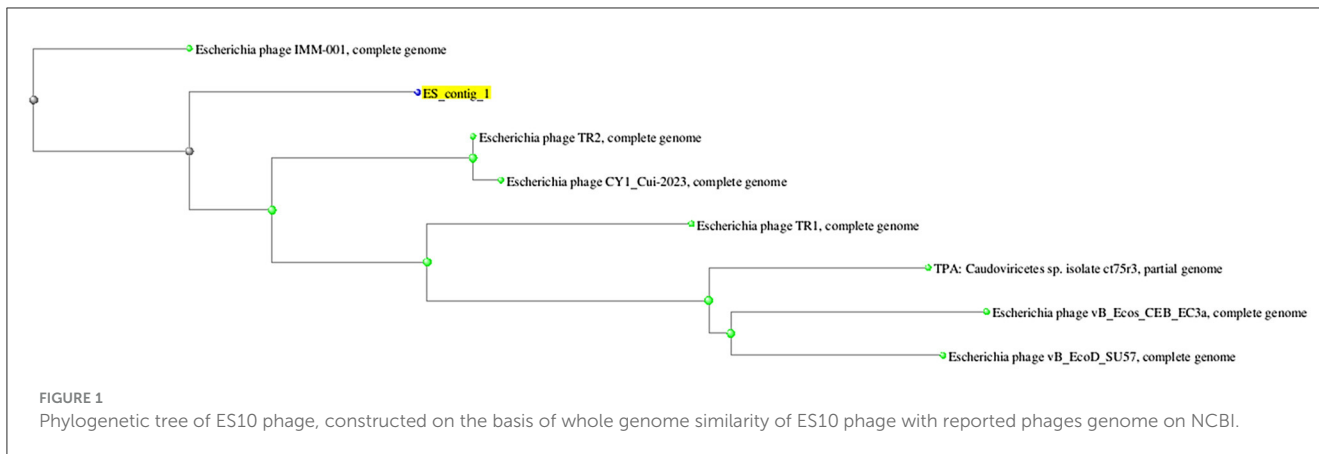 Escherichia phage IMM-001, complete genome
ES_contig_1
Escherichia phage TR2, complete genome
Escherichia phage CY1_Cui-2023, complete genome
Escherichia phage TR1, complete genome
TPA: Caudoviricetes sp. isolate ct75r3, partial genome
Escherichia phage vB_Ecos_CEB_EC3a, complete genome
Escherichia phage vB_EcoD_SU57, complete genome
FIGURE 1
Phylogenetic tree of ES10 phage, constructed on the basis of whole genome similarity of ES10 phage with reported phages genome on NCBI.